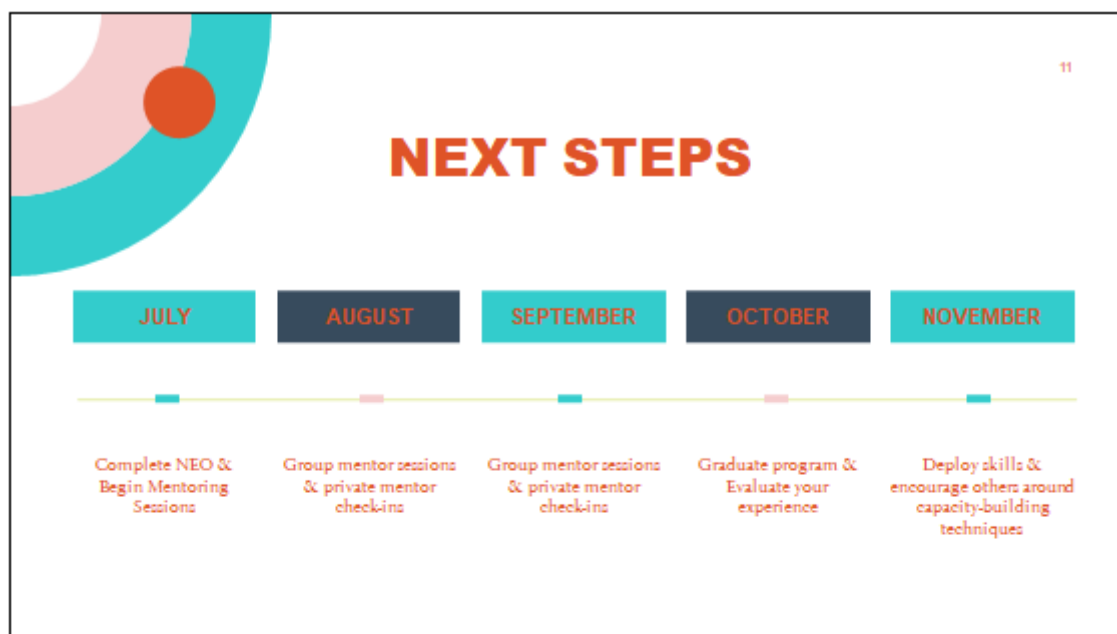 11
NEXT STEPS
JULY
AUGUST
SEPTEMBER
OCTOBER
NOVEMBER
Complete NEO &
Begin Mentoring
Sessions
Group mentor sessions
& private mentor
check-ins
Group mentor sessions
& private mentor
check-ins
Graduate program &
Evaluate your
experience
Deploy skills &
encourage others around
capacity-building
techniques